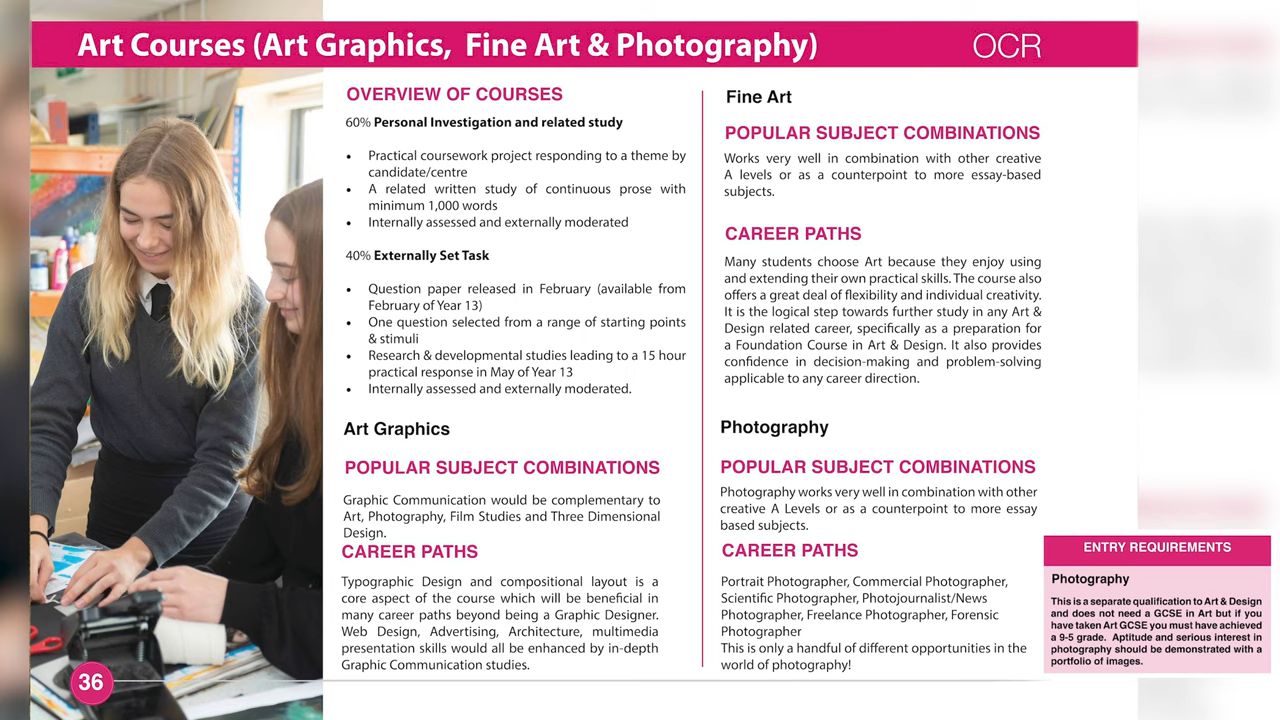 Art Courses (Art Graphics, Fine Art & Photography)
OCR
OVERVIEW OF COURSES
60% Personal Investigation and related study
• Practical coursework project responding to a theme by
candidate/centre
• A related written study of continuous prose with
minimum 1,000 words
• Internally assessed and externally moderated
40% Externally Set Task
• Question paper released in February (available from
February of Year 13)
• One question selected from a range of starting points
& stimuli
• Research & developmental studies leading to a 15 hour
practical response in May of Year 13
• Internally assessed and externally moderated.
Art Graphics
POPULAR SUBJECT COMBINATIONS
Graphic Communication would be complementary to
Art, Photography, Film Studies and Three Dimensional
Design.
CAREER PATHS
Typographic Design and compositional layout is a
core aspect of the course which will be beneficial in
many career paths beyond being a Graphic Designer.
Web Design, Advertising, Architecture, multimedia
presentation skills would all be enhanced by in-depth
Graphic Communication studies.
Fine Art
POPULAR SUBJECT COMBINATIONS
Works very well in combination with other creative
A levels or as a counterpoint to more essay-based
subjects.
CAREER PATHS
Many students choose Art because they enjoy using
and extending their own practical skills. The course also
offers a great deal of flexibility and individual creativity.
It is the logical step towards further study in any Art &
Design related career, specifically as a preparation for
a Foundation Course in Art & Design. It also provides
confidence in decision-making and problem-solving
applicable to any career direction.
Photography
POPULAR SUBJECT COMBINATIONS
Photography works very well in combination with other
creative A Levels or as a counterpoint to more essay
based subjects.
CAREER PATHS
Portrait Photographer, Commercial Photographer,
Scientific Photographer, Photojournalist/News
Photographer, Freelance Photographer, Forensic
Photographer
This is only a handful of different opportunities in the
world of photography!
ENTRY REQUIREMENTS
Photography
This is a separate qualification to Art & Design
and does not need a GCSE in Art but if you
have taken Art GCSE you must have achieved
a 9-5 grade. Aptitude and serious interest in
photography should be demonstrated with a
portfolio of images.
36